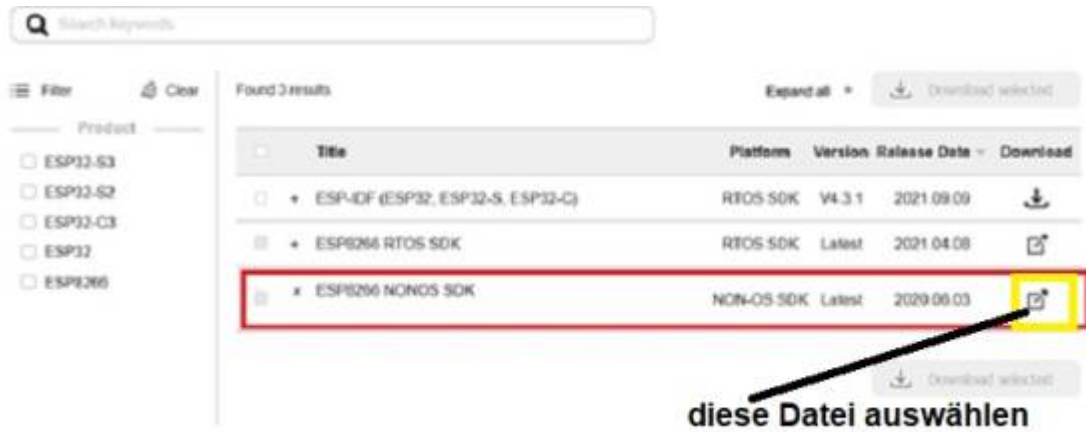 Search keywords
Filter Clear
Found 3 results
Expand all +
Download selected
Product
ESP32-S3
ESP32-S2
ESP32-C3
ESP32
ESP8266
Title Platform Version Release Date Download
+ ESP-IDF (ESP32, ESP32-S, ESP32-C) RTOS SDK V4.3.1 2021.09.09
+ ESP8266 RTOS SDK RTOS SDK Latest 2021.04.08
x ESP8266 NONOS SDK NON-OS SDK Latest 2020.06.03
Download selected
diese Datei auswählen